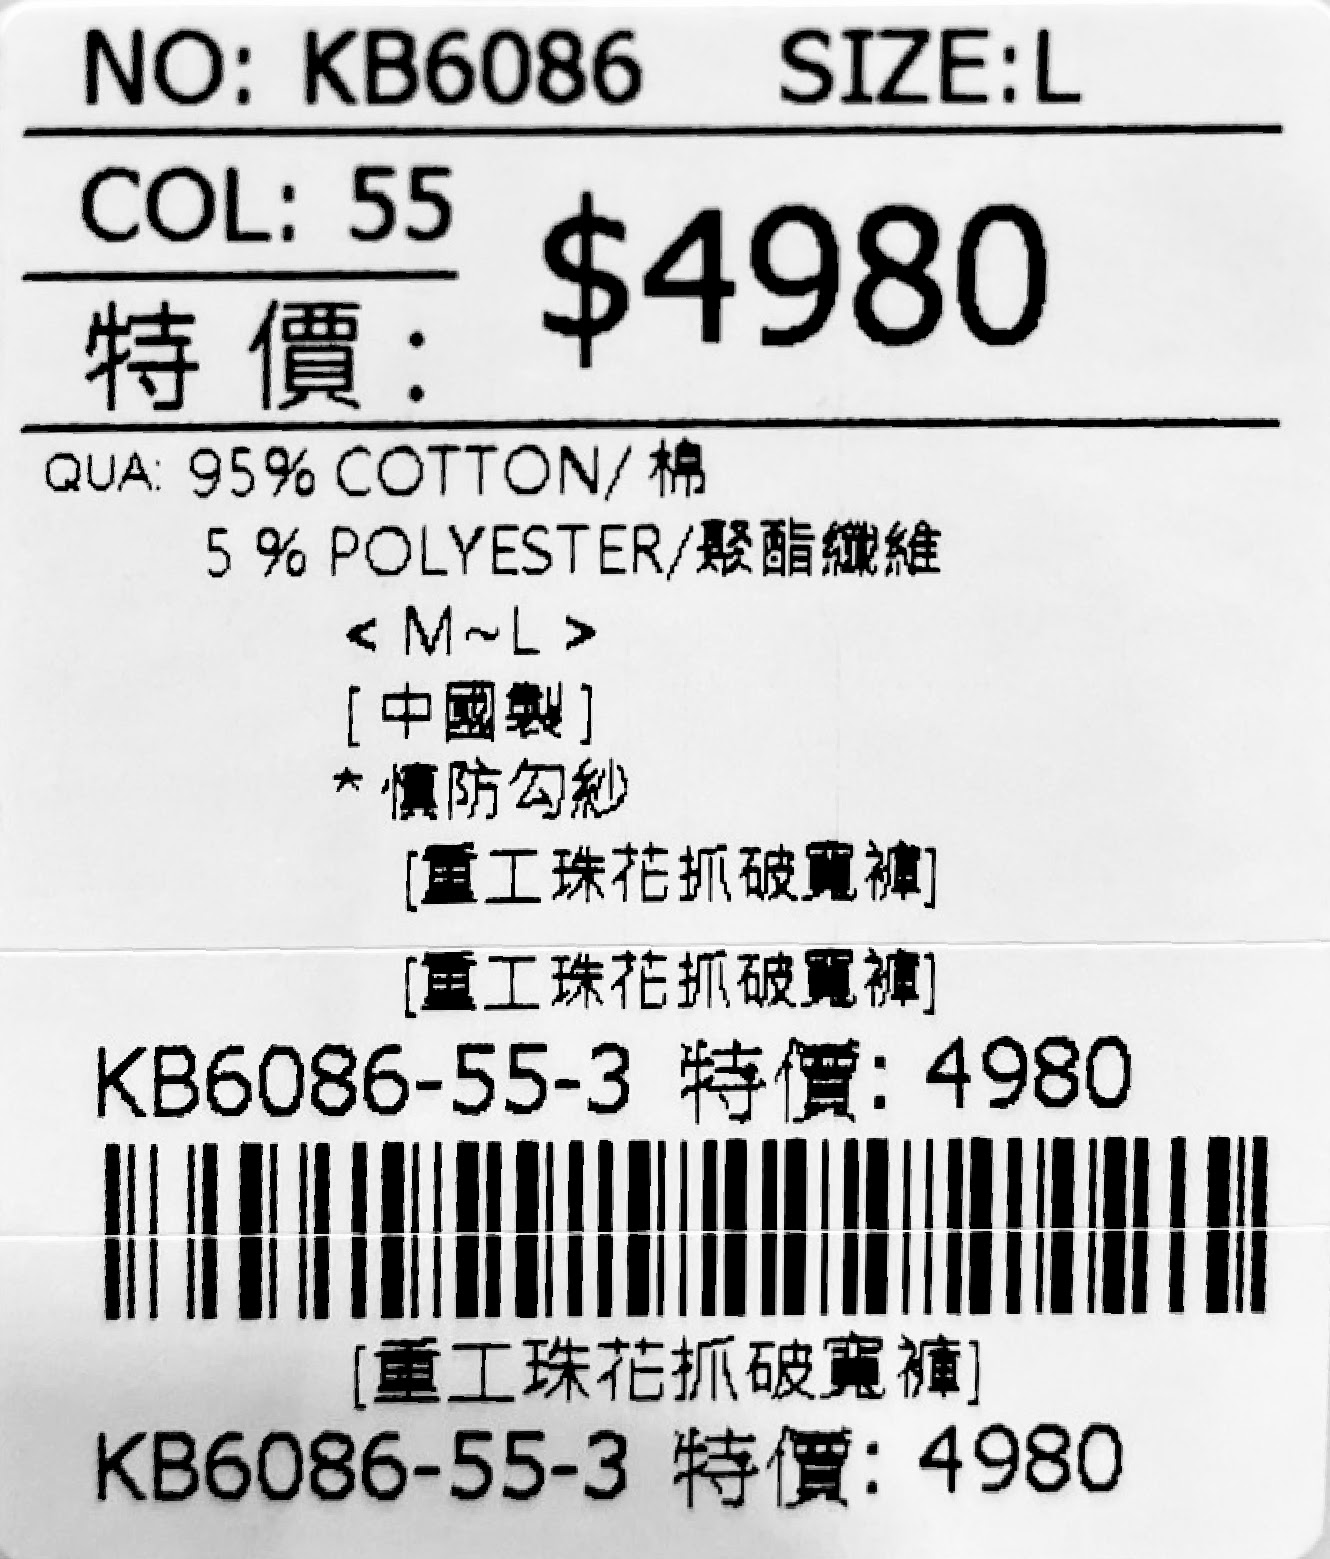 NO: KB6086 SIZE:L
COL: 55
$4980
特價:
QUA: 95% COTTON/棉
5 % POLYESTER/聚酯纖維
< M~L >
[中國製]
*慎防勾紗
[重工珠花抓破寬褲]
[重工珠花抓破寬褲]
KB6086-55-3 特價: 4980
[重工珠花抓破寬褲]
KB6086-55-3 特價: 4980